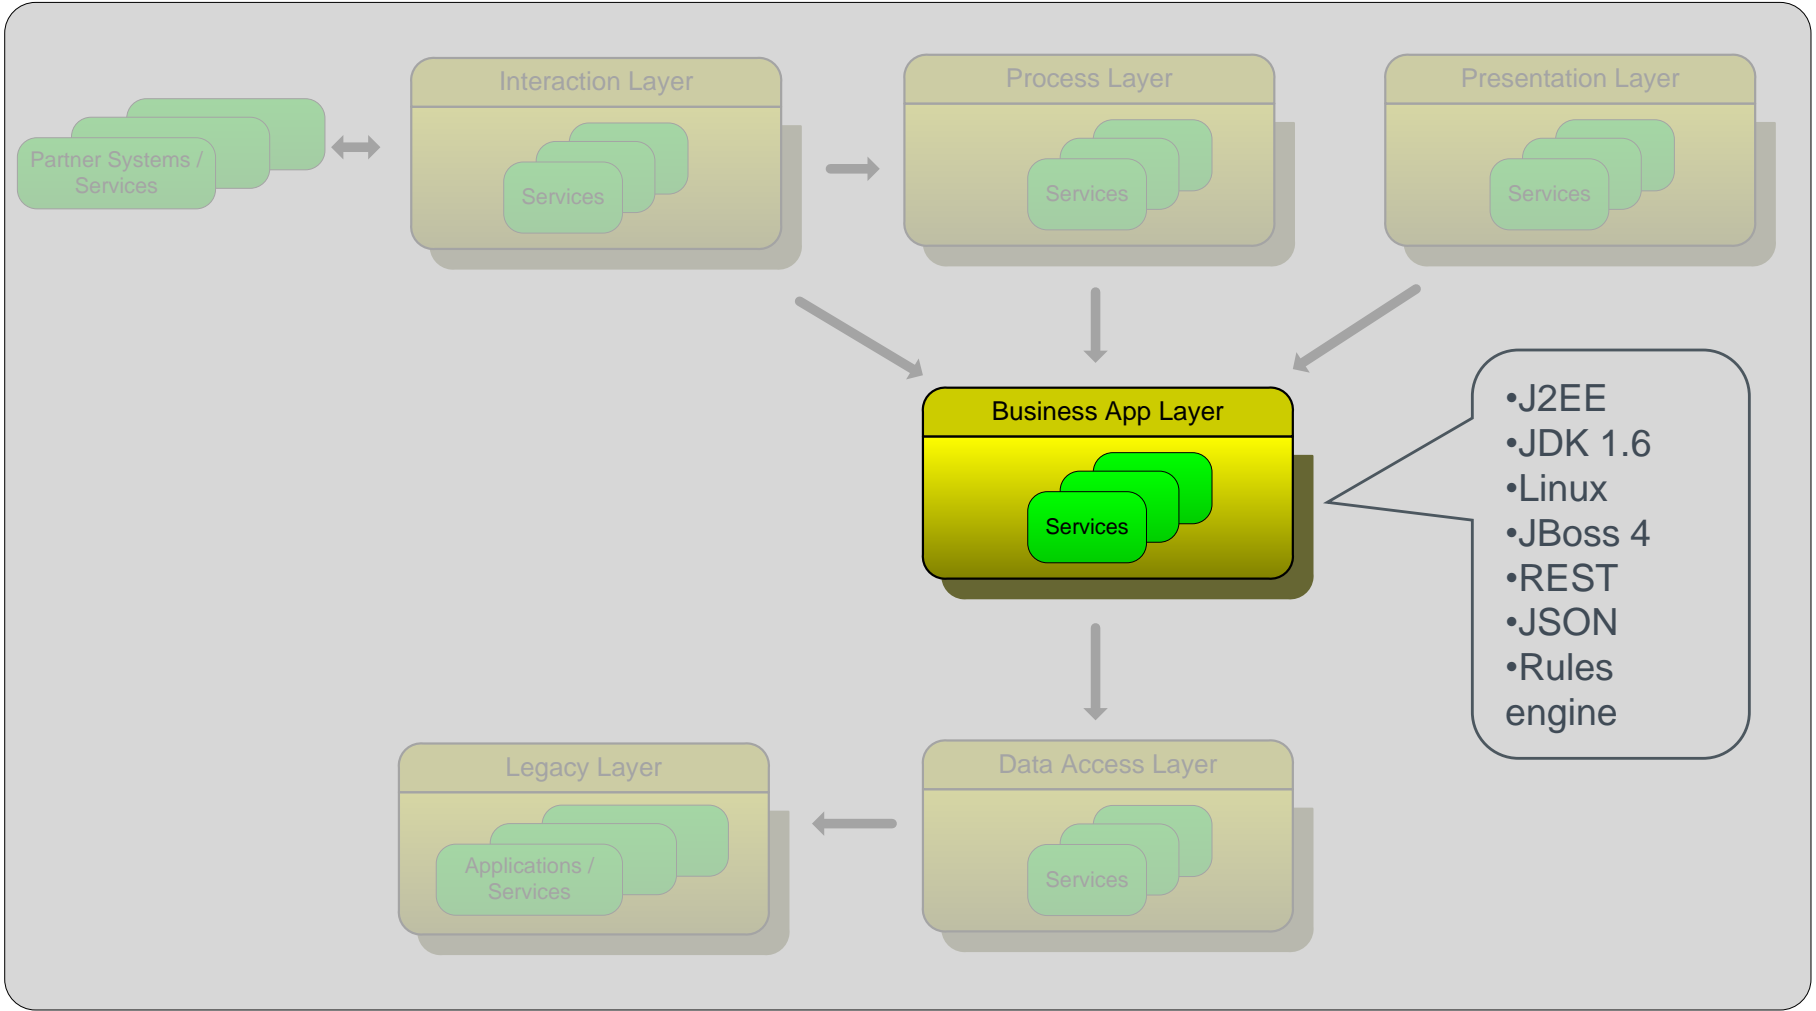 Interaction Layer
Process Layer
Presentation Layer
Partner Systems /
Services
Services
Services
Services
Business App Layer
Services
•J2EE
•JDK 1.6
•Linux
•JBoss 4
•REST
•JSON
•Rules
engine
Legacy Layer
Applications /
Services
Data Access Layer
Services